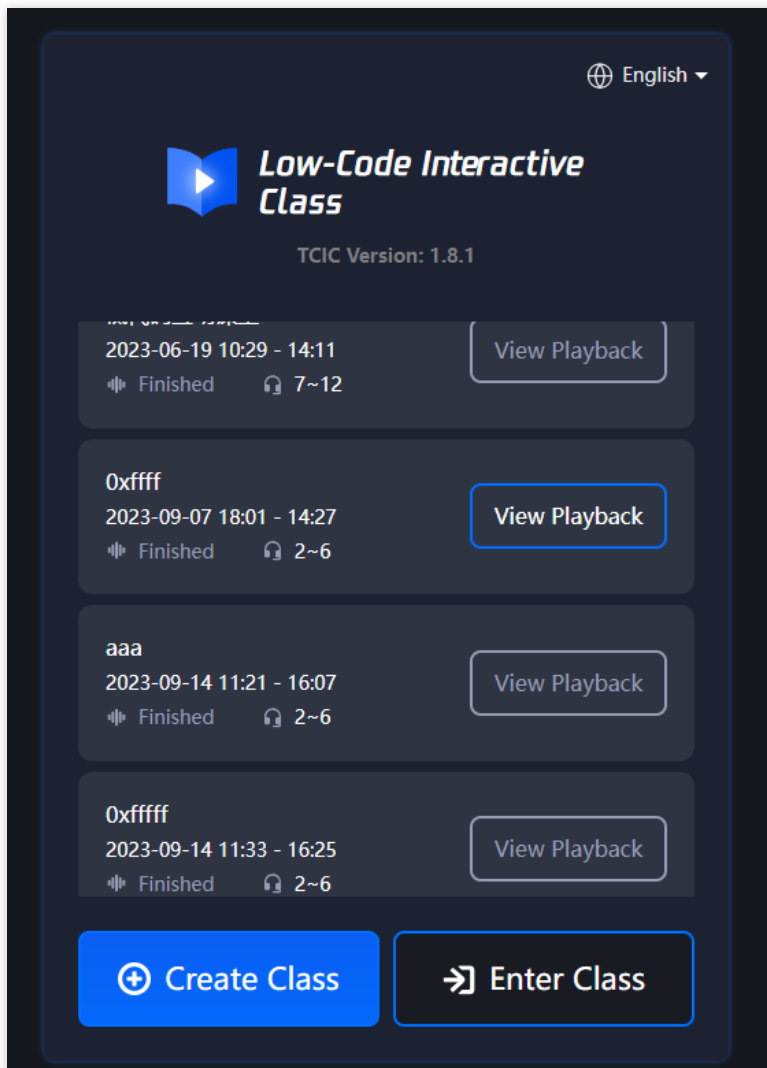 English
Low-Code Interactive
Class
TCIC Version: 1.8.1
2023-06-19 10:29 - 14:11
View Playback
Finished
7~12
0xffff
2023-09-07 18:01 - 14:27
View Playback
Finished
2~6
aaa
2023-09-14 11:21 - 16:07
View Playback
Finished
2~6
0xfffff
2023-09-14 11:33 - 16:25
View Playback
Finished
2~6
Create Class
Enter Class